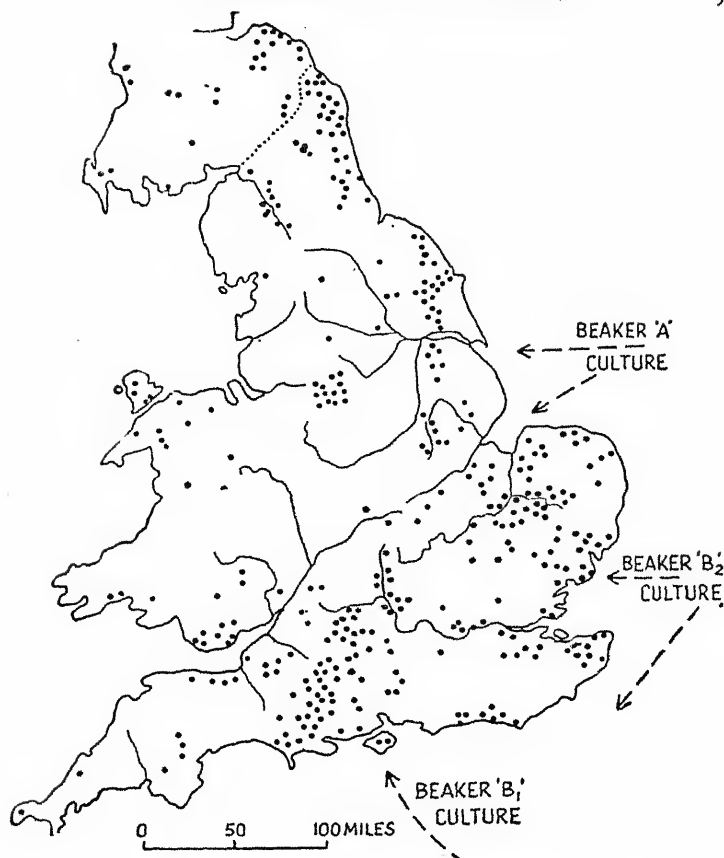 BEAKER 'A'
CULTURE
BEAKER 'B₂'
CULTURE
BEAKER 'B₁'
CULTURE
0 50 100 MILES